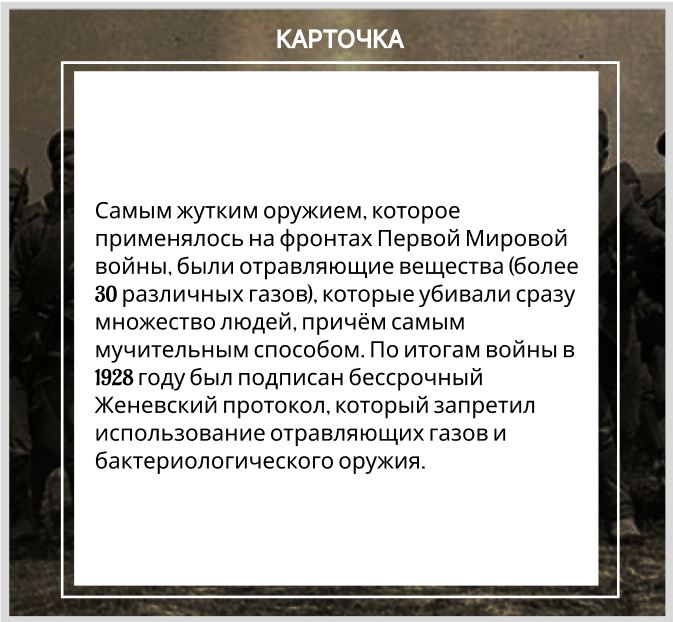 КАРТОЧКА
Самым жутким оружием, которое
применялось на фронтах Первой Мировой
войны, были отравляющие вещества (более
30 различных газов), которые убивали сразу
множество людей, причём самым
мучительным способом. По итогам войны в
1928 году был подписан бессрочный
Женевский протокол, который запретил
использование отравляющих газов и
бактериологического оружия.